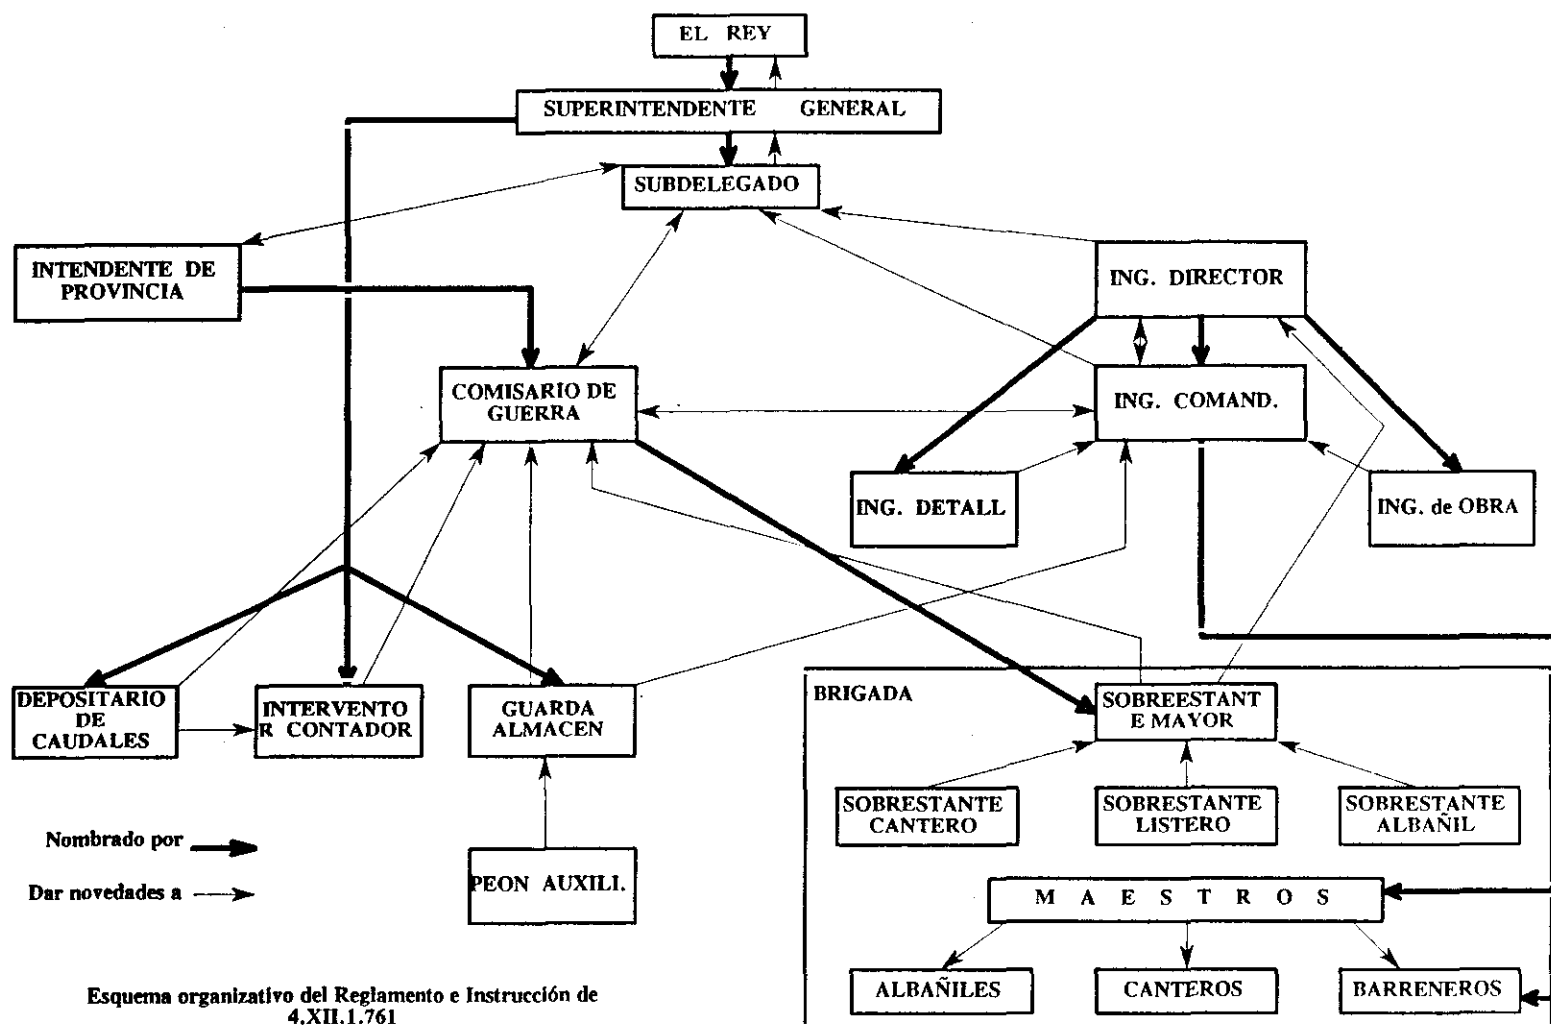 EL REY
SUPERINTENDENTE GENERAL
SUBDELEGADO
INTENDENTE DE
PROVINCIA
ING. DIRECTOR
COMISARIO DE
GUERRA
ING. COMAND.
ING. DETALL
ING. de OBRA
DEPOSITARIO
DE
CAUDALES
INTERVENTO
R CONTADOR
GUARDA
ALMACEN
BRIGADA
SOBREESTANT
E MAYOR
SOBRESTANTE
CANTERO
SOBRESTANTE
LISTERO
SOBRESTANTE
ALBAÑIL
Nombrado por
Dar novedades a
PEON AUXILI.
M A E S T R O S
ALBAÑILES
CANTEROS
BARRENEROS
Esquema organizativo del Reglamento e Instrucción de
4.XII.1.761